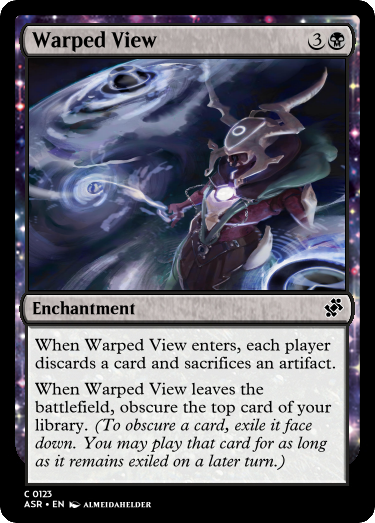 Warped View 3
Enchantment
When Warped View enters, each player
discards a card and sacrifices an artifact.
When Warped View leaves the
battlefield, obscure the top card of your
library. (To obscure a card, exile it face
down. You may play that card for as long
as it remains exiled on a later turn.)
C 0123
ASR • EN ALMEIDAHELDER